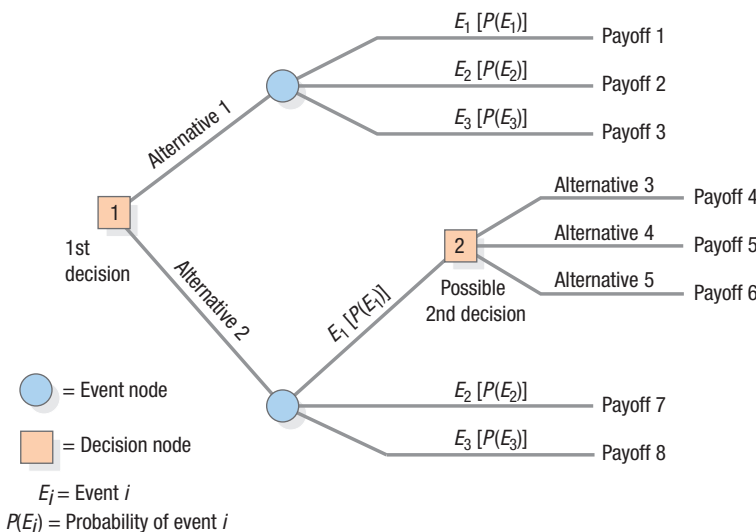 E1 [P(E1)]
Payoff 1
E2 [P(E2)]
Payoff 2
E3 [P(E3)]
Payoff 3
Alternative 1
1
1st
decision
Alternative 2
Alternative 3
Payoff 4
2
Alternative 4
Payoff 5
Alternative 5
Payoff 6
Possible
2nd decision
E1 [P(E1)]
E2 [P(E2)]
Payoff 7
E3 [P(E3)]
Payoff 8
= Event node
= Decision node
Ei = Event i
P(Ei) = Probability of event i